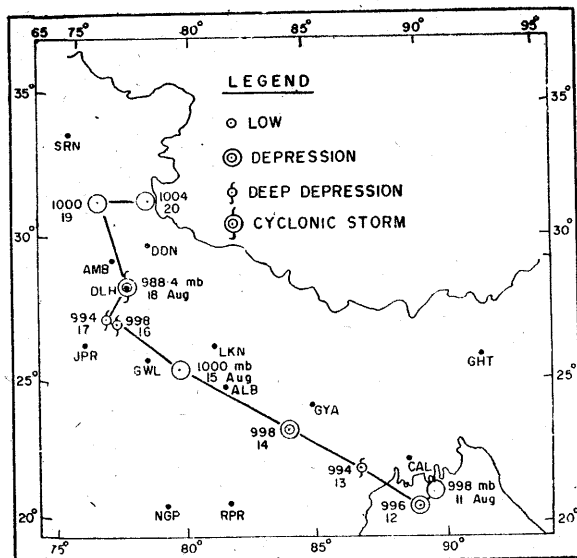 65 75° 80° 85° 90° 95°
LEGEND
LOW
DEPRESSION
DEEP DEPRESSION
CYCLONIC STORM
35° 35°
SRN
1000
19
1004
20
30° 30°
DDN
AMB
DLH
988.4 mb
18 Aug
994
17
998
16
JPR
GWL
LKN
1000 mb
15 Aug
ALB
GHT
25° 25°
GYA
998
14
994
13
CAL
998 mb
11 Aug
996
12
NGP
RPR
20° 20°
75° 80° 85° 90°